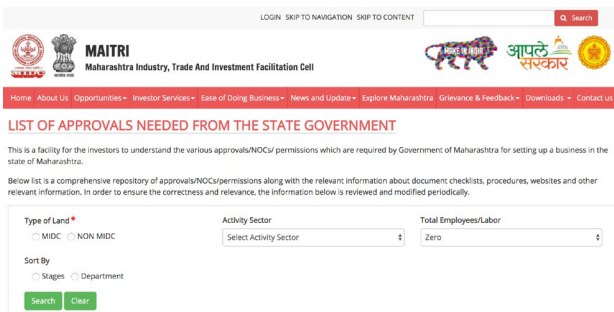 LOGIN SKIP TO NAVIGATION SKIP TO CONTENT
Search
MAITRI
Maharashtra Industry, Trade And Investment Facilitation Cell
MAKE IN INDIA
आपले
सरकार
MIDC
Home About Us Opportunities Investor Services Ease of Doing Business News and Update Explore Maharashtra Grievance & Feedback Downloads Contact us
LIST OF APPROVALS NEEDED FROM THE STATE GOVERNMENT
This is a facility for the investors to understand the various approvals/NOCs/ permissions which are required by Government of Maharashtra for setting up a business in the
state of Maharashtra.
Below list is a comprehensive repository of approvals/NOCs/permissions along with the relevant information about document checklists, procedures, websites and other
relevant information. In order to ensure the correctness and relevance, the information below is reviewed and modified periodically.
Type of Land * Activity Sector Total Employees/Labor
MIDC NON MIDC Select Activity Sector Zero
Sort By
Stages Department
Search Clear